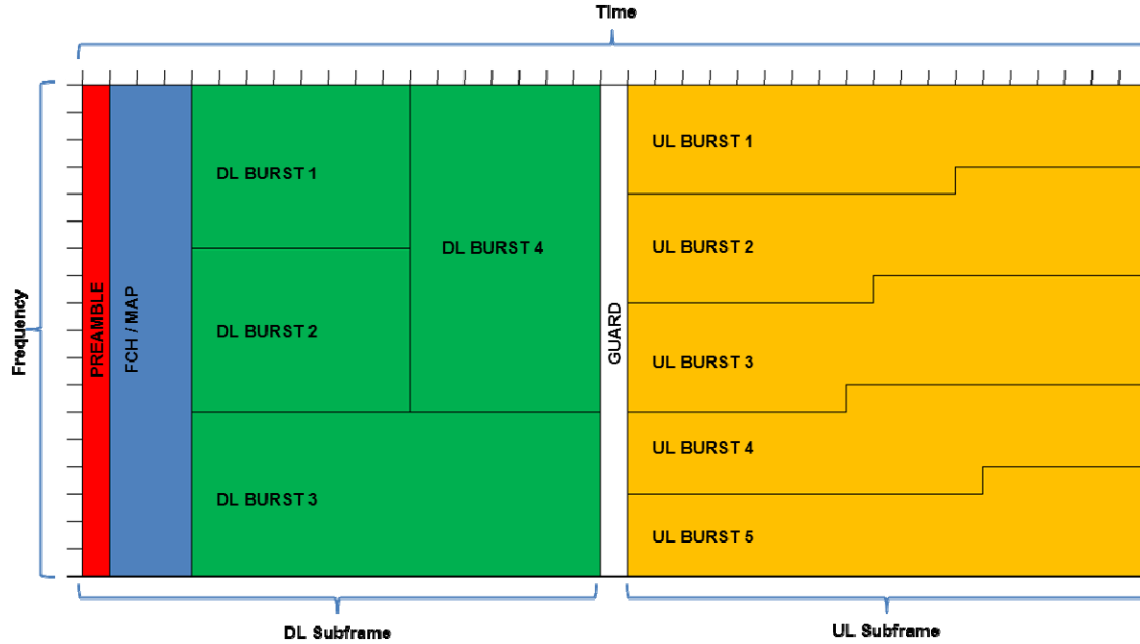 Time
Frequency
PREAMBLE
FCH / MAP
DL BURST 1
DL BURST 2
DL BURST 3
DL BURST 4
GUARD
UL BURST 1
UL BURST 2
UL BURST 3
UL BURST 4
UL BURST 5
DL Subframe
UL Subframe